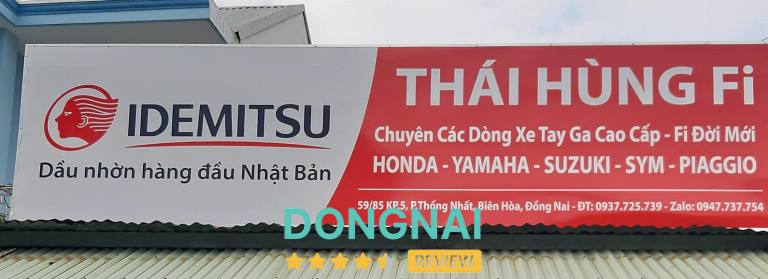 IDEMITSU
Dầu nhờn hàng đầu Nhật Bản
THÁI HÙNG Fi
Chuyên Các Dòng Xe Tay Ga Cao Cấp - Fi Đời Mới
HONDA - YAMAHA - SUZUKI - SYM - PIAGGIO
59/85 KP.5, P.Thống Nhất, Biên Hòa, Đồng Nai - ĐT: 0937.725.739 - Zalo: 0947.737.754
DONGNAI
REVIEW